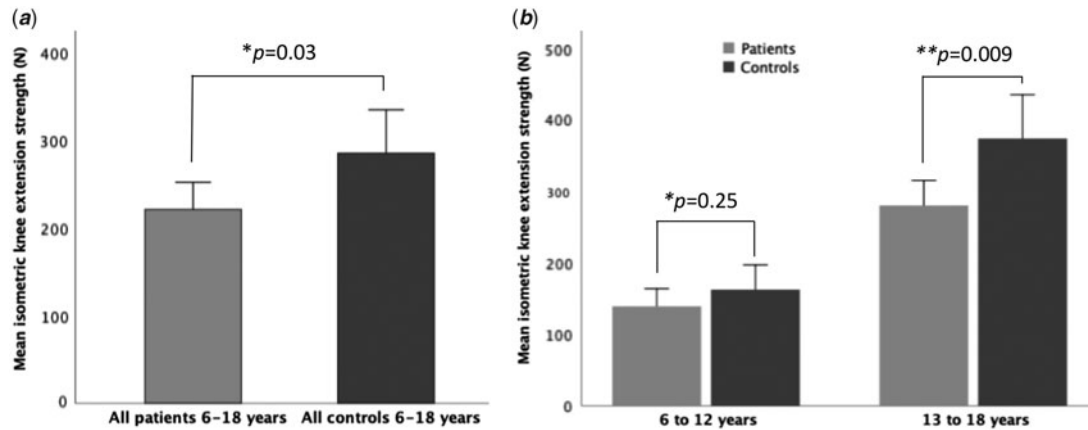 (a)
Mean isometric knee extension strength (N)
400
300
200
100
0
*p=0.03
All patients 6–18 years
All controls 6–18 years
(b)
Mean isometric knee extension strength (N)
500
400
300
200
100
0
Patients
Controls
*p=0.25
**p=0.009
6 to 12 years
13 to 18 years